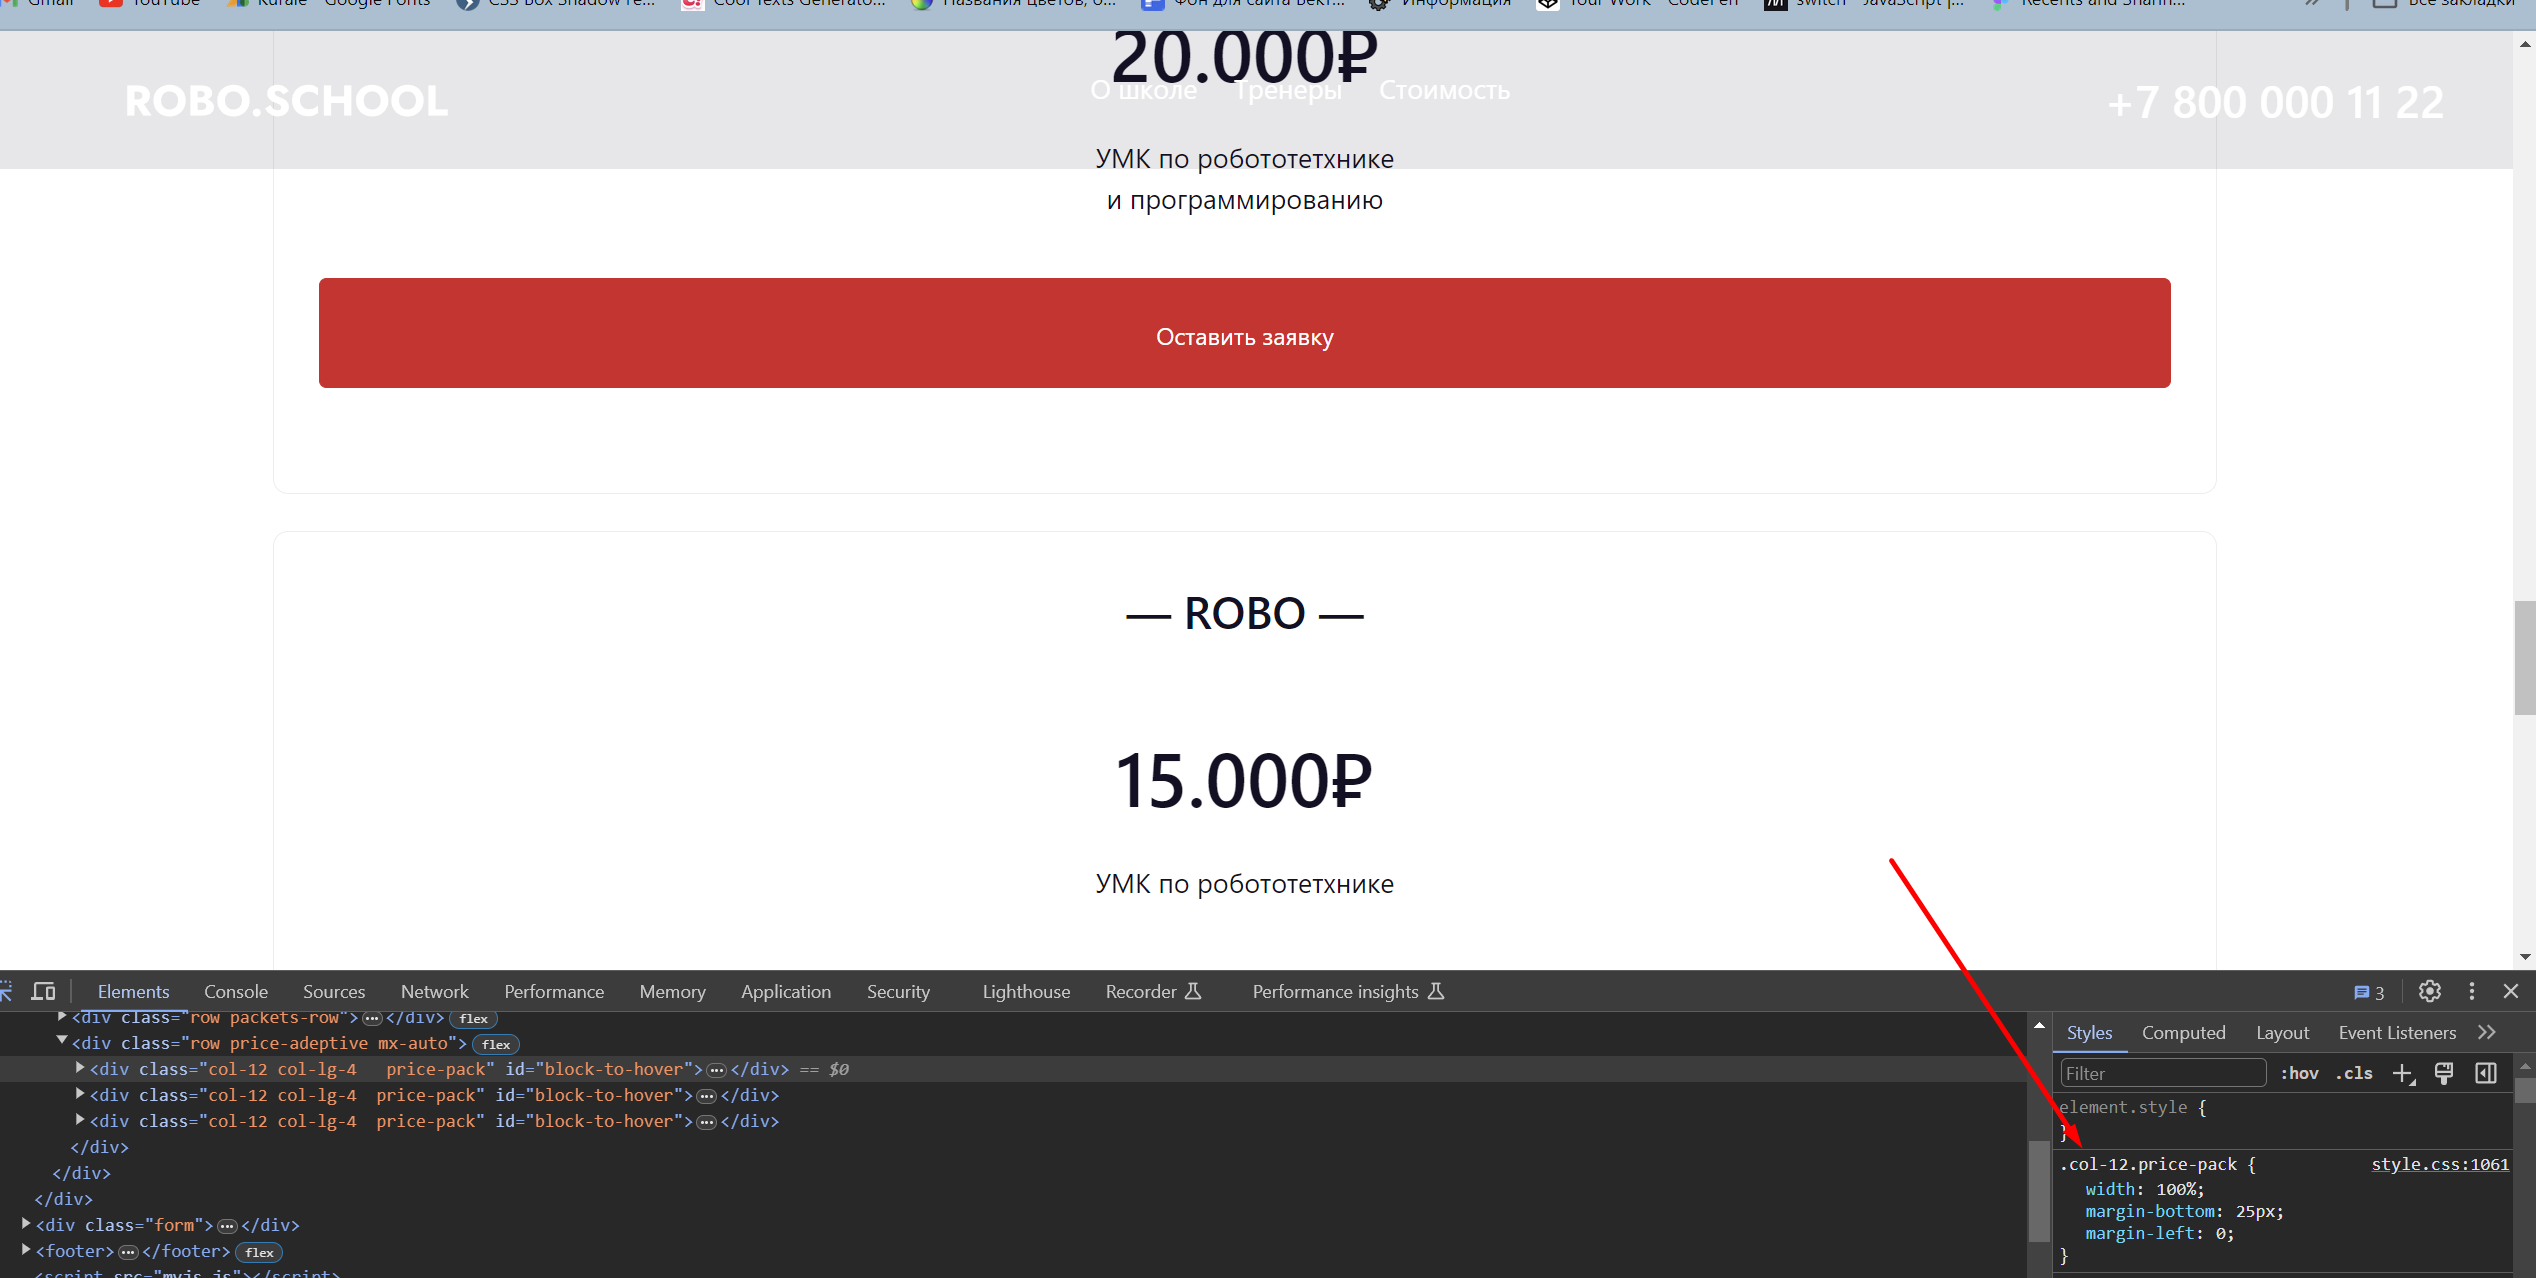 Gmail YouTube Kurale - Google Fonts CSS Box Shadow Ге... Cool Texts Generato... Названия цветов, о... Фон для сайта Вект... Информация Your Work - CodePen switch - JavaScript |... Recents and Sharin... Все закладки
20.000₽
ROBO.SCHOOL О школе Тренеры Стоимость +7 800 000 11 22
УМК по робототетхнике
и программированию
Оставить заявку
— ROBO —
15.000₽
УМК по робототетхнике
Elements Console Sources Network Performance Memory Application Security Lighthouse Recorder Performance insights 3
<div class="row packets-row"> ... </div> flex
<div class="row price-adeptive mx-auto"> flex
<div class="col-12 col-lg-4   price-pack" id="block-to-hover"> ... </div> == $0
<div class="col-12 col-lg-4  price-pack" id="block-to-hover"> ... </div>
<div class="col-12 col-lg-4  price-pack" id="block-to-hover"> ... </div>
</div>
</div>
</div>
<div class="form"> ... </div>
<footer> ... </footer> flex
<script src="myjs.js"></script>
Styles Computed Layout Event Listeners
Filter :hov .cls
element.style {
}
.col-12.price-pack { style.css:1061
width: 100%;
margin-bottom: 25px;
margin-left: 0;
}